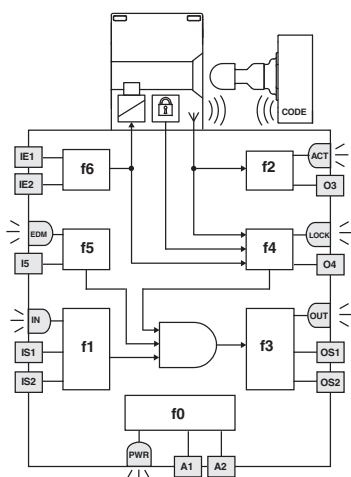 CODE
IE1
f6
f2
ACT
IE2
O3
EDM
f5
f4
LOCK
I5
O4
IN
f1
f3
OUT
IS1
OS1
IS2
OS2
f0
PWR
A1
A2